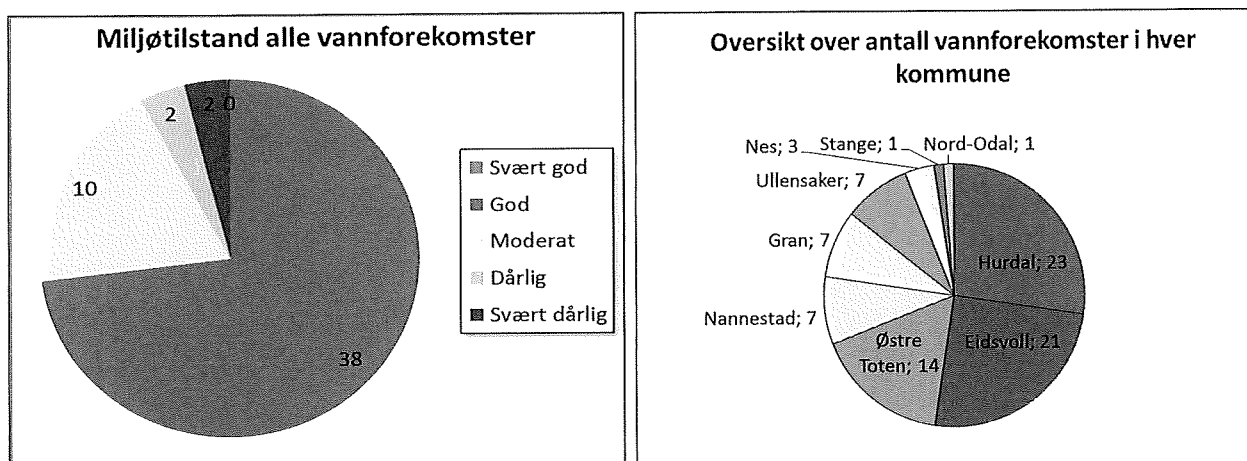 Miljøtilstand alle vannforekomster
2
2
0
10
38
Svært god
God
Moderat
Dårlig
Svært dårlig
Oversikt over antall vannforekomster i hver
kommune
Nes; 3
Stange; 1
Nord-Odal; 1
Ullensaker; 7
Gran; 7
Hurdal; 23
Nannestad; 7
Østre
Toten; 14
Eidsvoll; 21